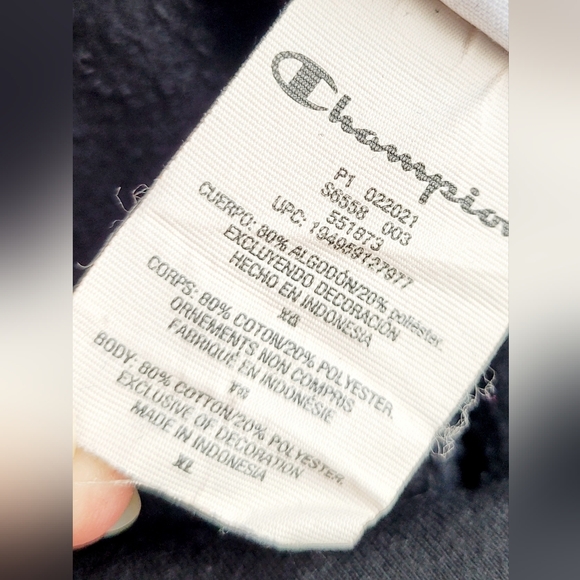 Champion
P1 022021
S6558 003
551873
UPC: 194959127977
CUERPO: 80% ALGODÓN/20% poliéster.
EXCLUYENDO DECORACIÓN
HECHO EN INDONESIA
XG
CORPS: 80% COTON/20% POLYESTER.
ORNEMENTS NON COMPRIS
FABRIQUÉ EN INDONÉSIE
TG
BODY: 80% COTTON/20% POLYESTER.
EXCLUSIVE OF DECORATION
MADE IN INDONESIA
XL